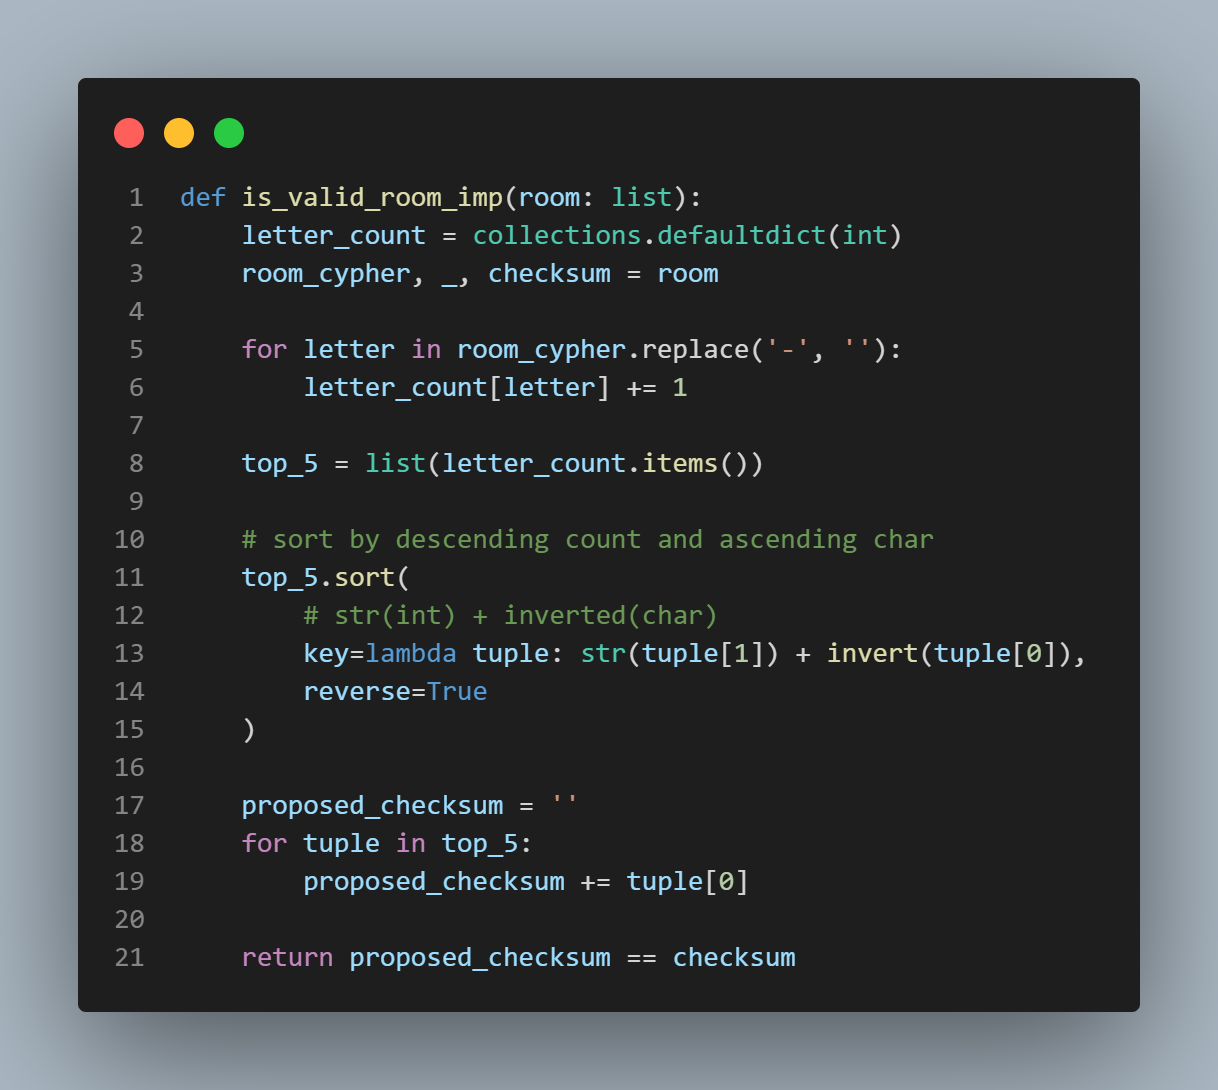 1 def is_valid_room_imp(room: list):
2     letter_count = collections.defaultdict(int)
3     room_cypher, _, checksum = room
4
5     for letter in room_cypher.replace('-', ''):
6         letter_count[letter] += 1
7
8     top_5 = list(letter_count.items())
9
10     # sort by descending count and ascending char
11     top_5.sort(
12         # str(int) + inverted(char)
13         key=lambda tuple: str(tuple[1]) + invert(tuple[0]),
14         reverse=True
15     )
16
17     proposed_checksum = ''
18     for tuple in top_5:
19         proposed_checksum += tuple[0]
20
21     return proposed_checksum == checksum